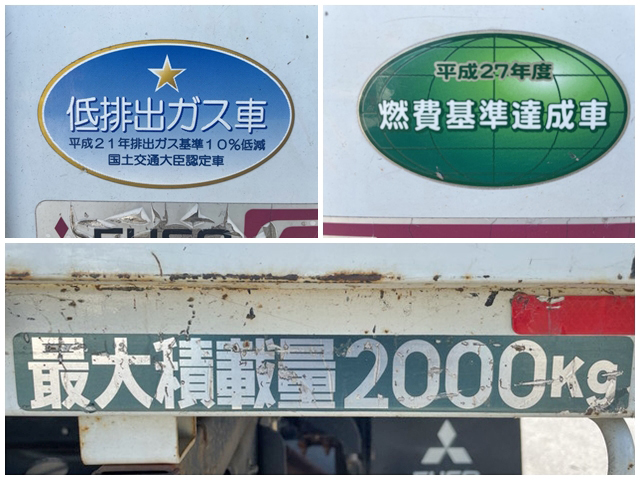 低排出ガス車
平成21年排出ガス基準10%低減
国土交通大臣認定車
平成27年度
燃費基準達成車
最大積載量2000Kg